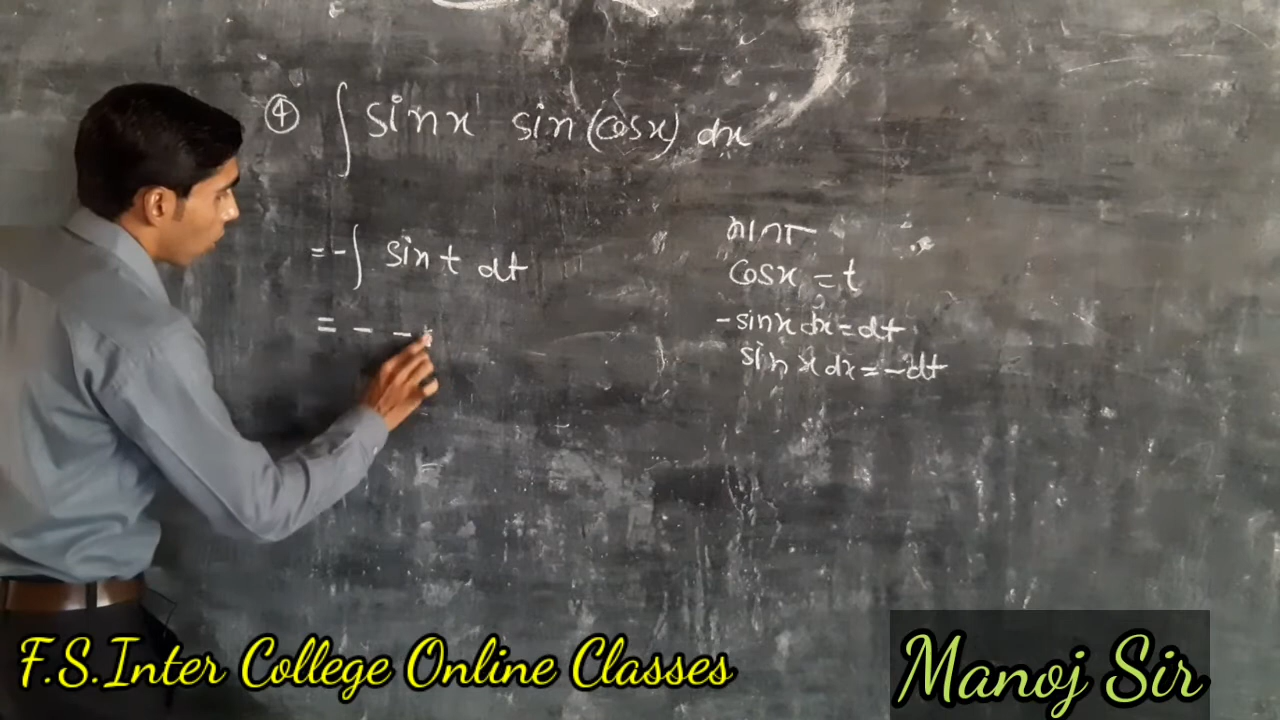 ④ ∫ sinx sin(cosx) dx
= -∫ sint dt
= - -
माना
cosx = t
-sinx dx = dt
sinx dx = -dt
F.S.Inter College Online Classes
Manoj Sir